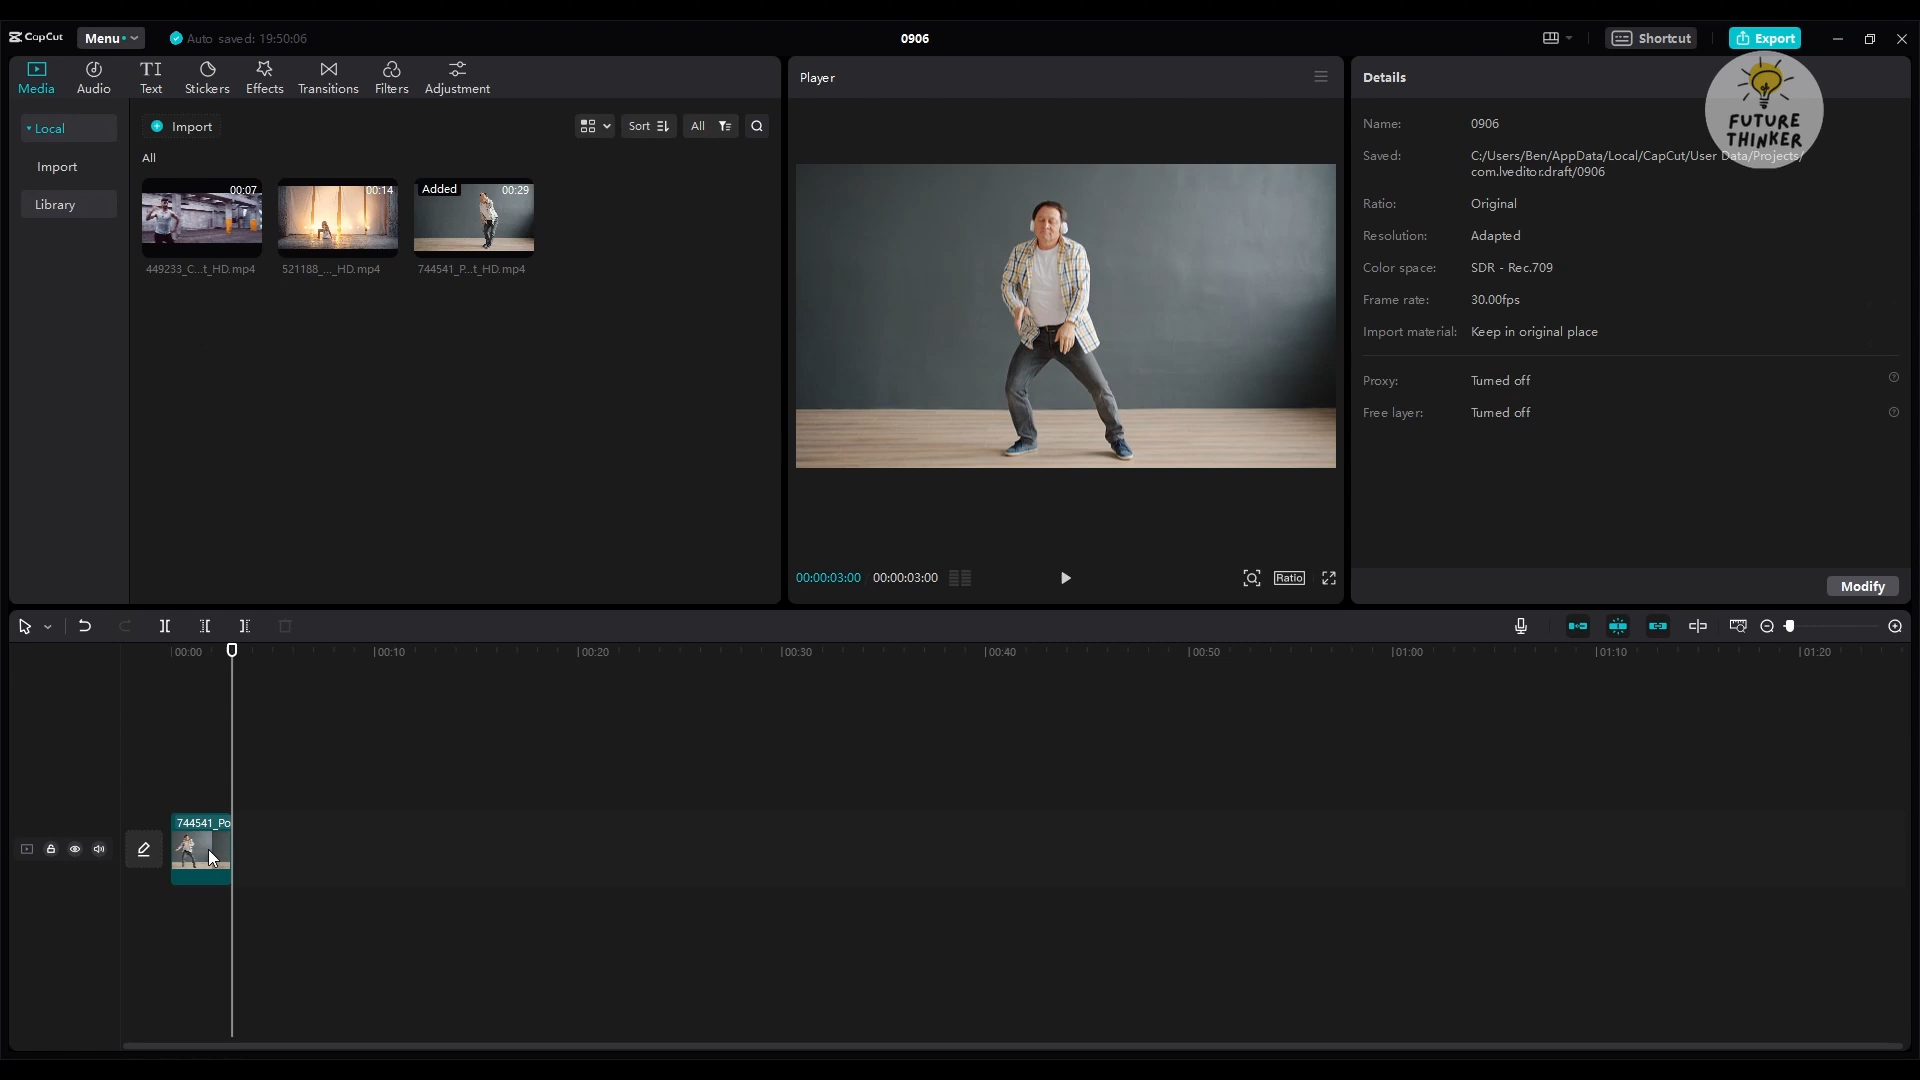 CapCut
Menu
Auto saved: 19:50:06
0906
Shortcut
Export
Media
Audio
TI
Text
Stickers
Effects
Transitions
Filters
Adjustment
Player
Details
FUTURE
THINKER
Local
Import
Library
Import
Sort
All
All
00:07
00:14
Added
00:29
449233_C...t_HD.mp4
521188_..._HD.mp4
744541_P...t_HD.mp4
Name:
0906
Saved:
C:/Users/Ben/AppData/Local/CapCut/User Data/Projects/
com.lveditor.draft/0906
Ratio:
Original
Resolution:
Adapted
Color space:
SDR - Rec.709
Frame rate:
30.00fps
Import material:
Keep in original place
Proxy:
Turned off
Free layer:
Turned off
00:00:03:00
00:00:03:00
Ratio
Modify
00:00
00:10
00:20
00:30
00:40
00:50
01:00
01:10
01:20
744541_Po